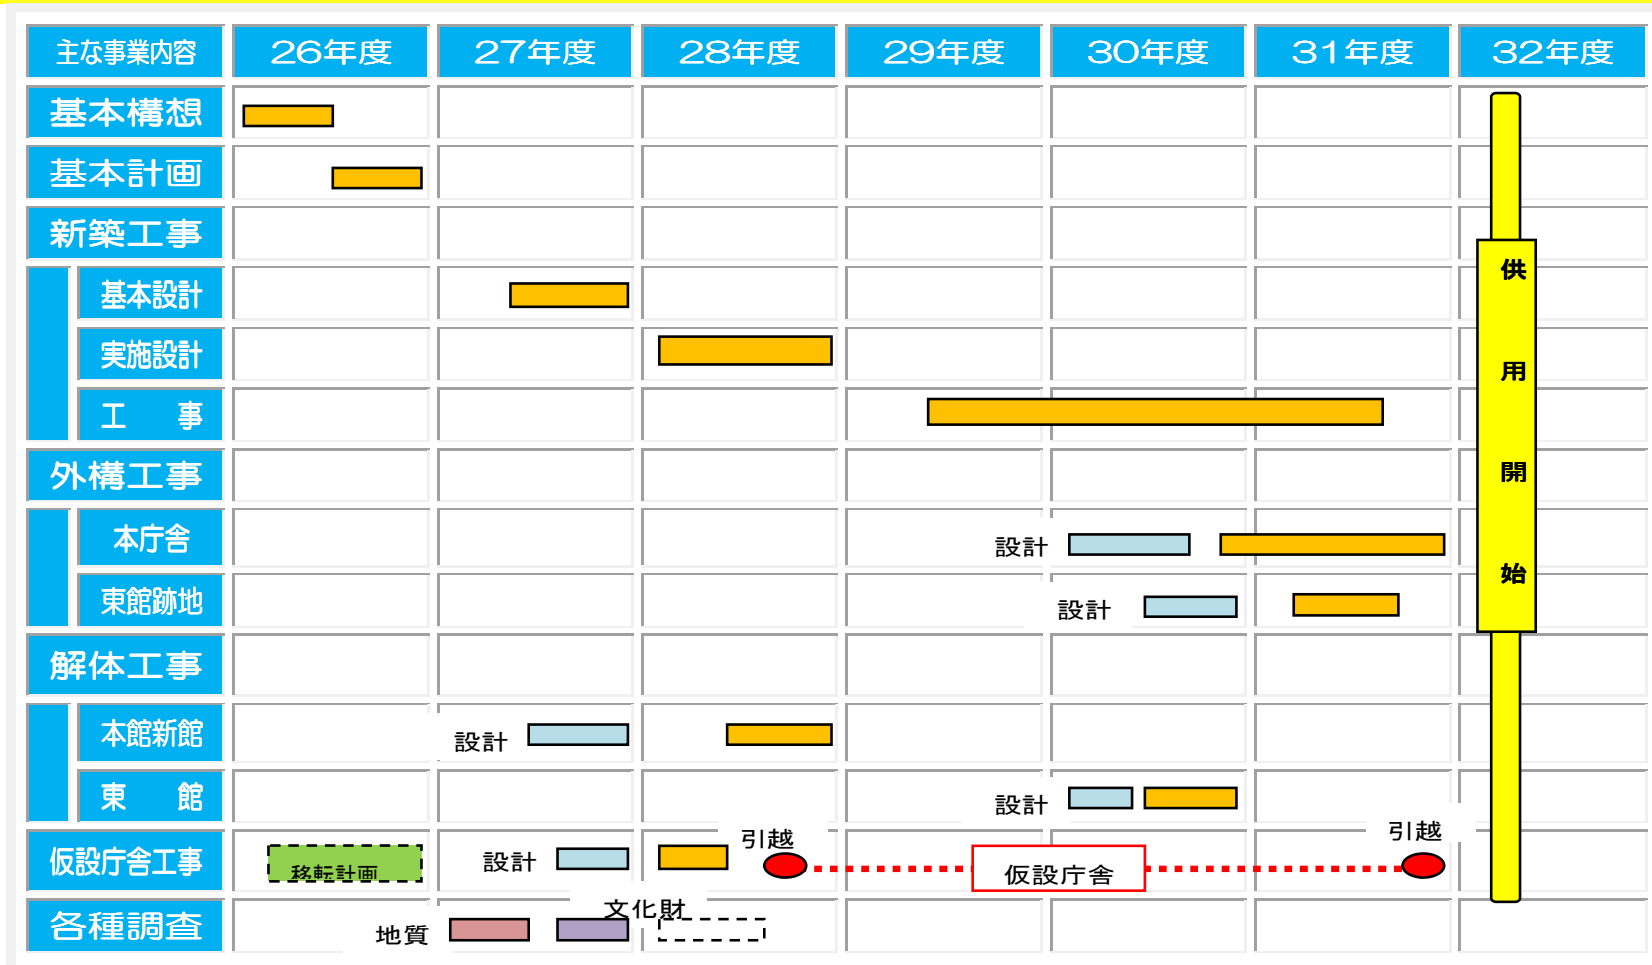 主な事業内容 26年度 27年度 28年度 29年度 30年度 31年度 32年度
基本構想
基本計画
新築工事
基本設計
実施設計
工 事
外構工事
本庁舎 設計
東館跡地 設計
解体工事
本館新館 設計
東 館 設計
仮設庁舎工事 移転計画 設計 引越 仮設庁舎 引越
各種調査 地質 文化財
供用開始